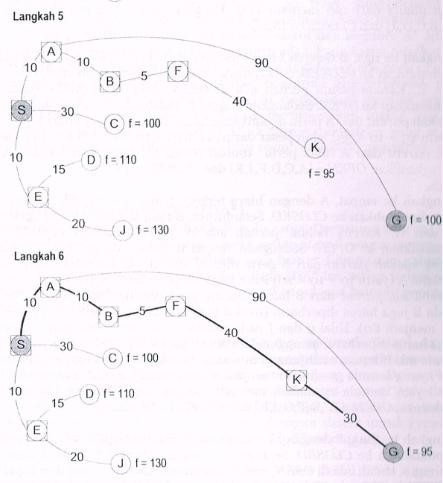 Langkah 5
A
10
10
90
B
5
F
40
S
30
C f = 100
K
f = 95
10
15
D f = 110
E
20
J f = 130
G f = 100
Langkah 6
A
10
10
90
B
5
F
40
S
30
C f = 100
K
10
15
D f = 110
30
E
20
J f = 130
G f = 95